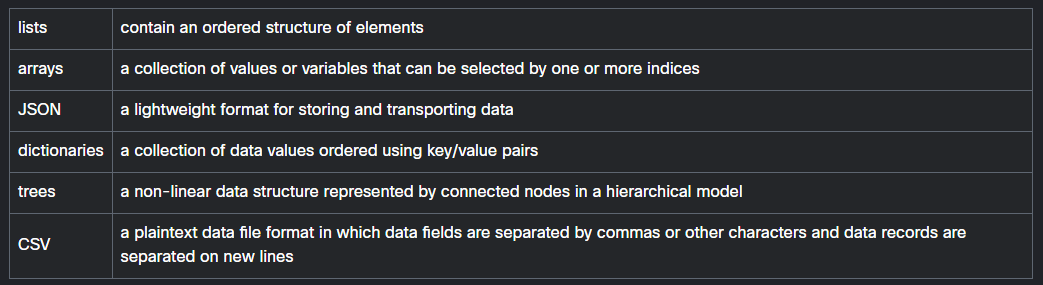 lists contain an ordered structure of elements
arrays a collection of values or variables that can be selected by one or more indices
JSON a lightweight format for storing and transporting data
dictionaries a collection of data values ordered using key/value pairs
trees a non-linear data structure represented by connected nodes in a hierarchical model
CSV a plaintext data file format in which data fields are separated by commas or other characters and data records are
separated on new lines